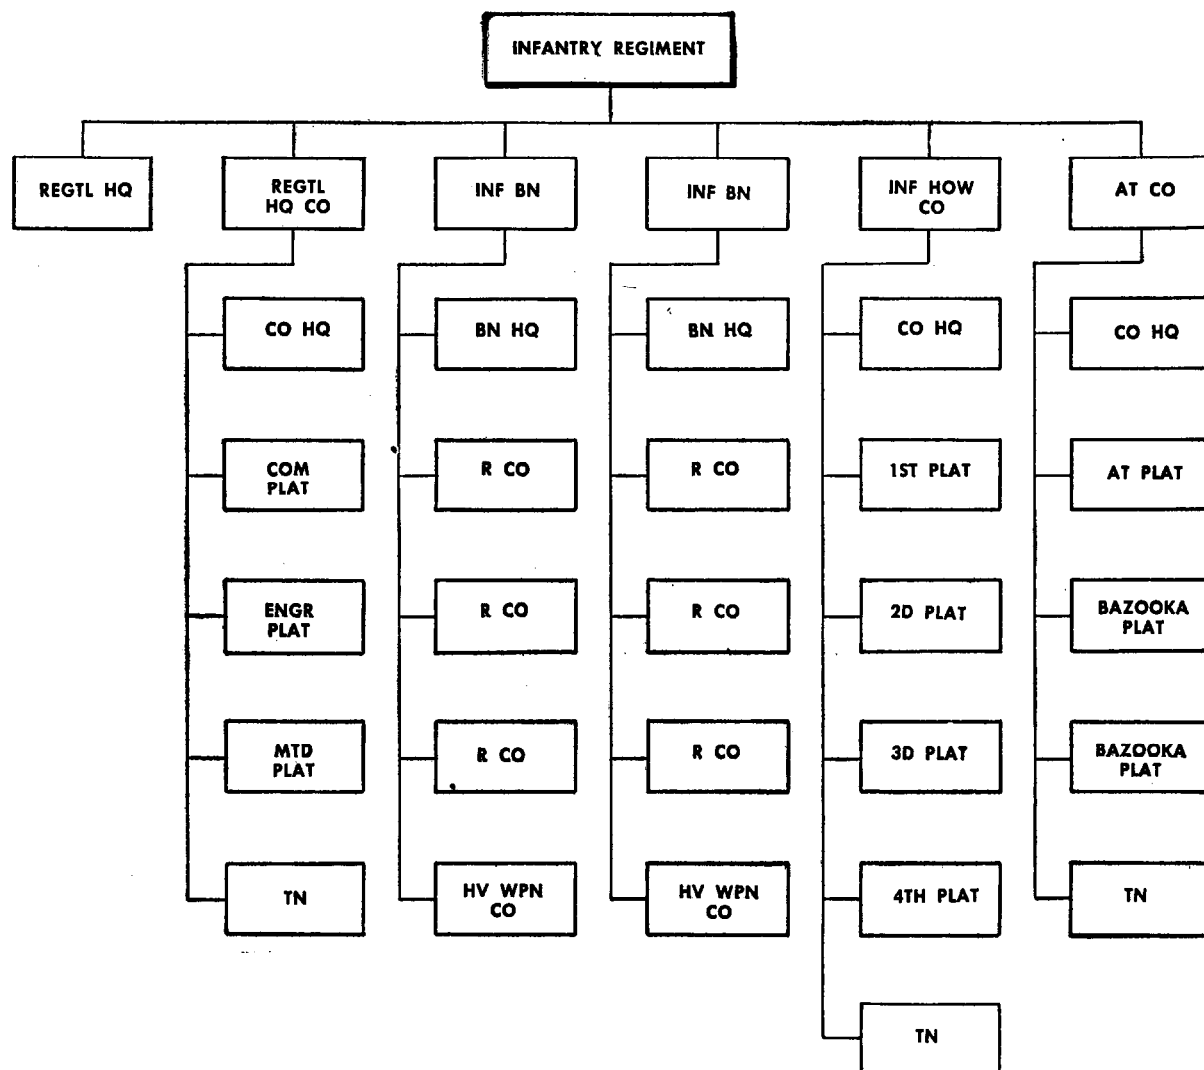 INFANTRY REGIMENT
REGTL HQ
REGTL
HQ CO
INF BN
INF BN
INF HOW
CO
AT CO
CO HQ
BN HQ
BN HQ
CO HQ
CO HQ
COM
PLAT
R CO
R CO
1ST PLAT
AT PLAT
ENGR
PLAT
R CO
R CO
2D PLAT
BAZOOKA
PLAT
MTD
PLAT
R CO
R CO
3D PLAT
BAZOOKA
PLAT
TN
HV WPN
CO
HV WPN
CO
4TH PLAT
TN
TN